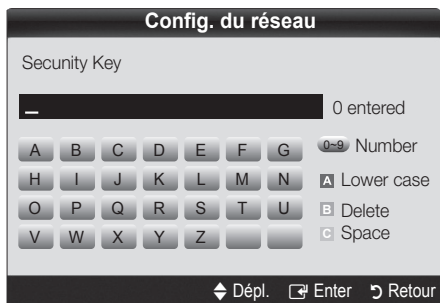 Config. du réseau
Security Key
_
0 entered
A B C D E F G 0~9 Number
H I J K L M N A Lower case
O P Q R S T U B Delete
V W X Y Z C Space
Dépl. Enter Retour